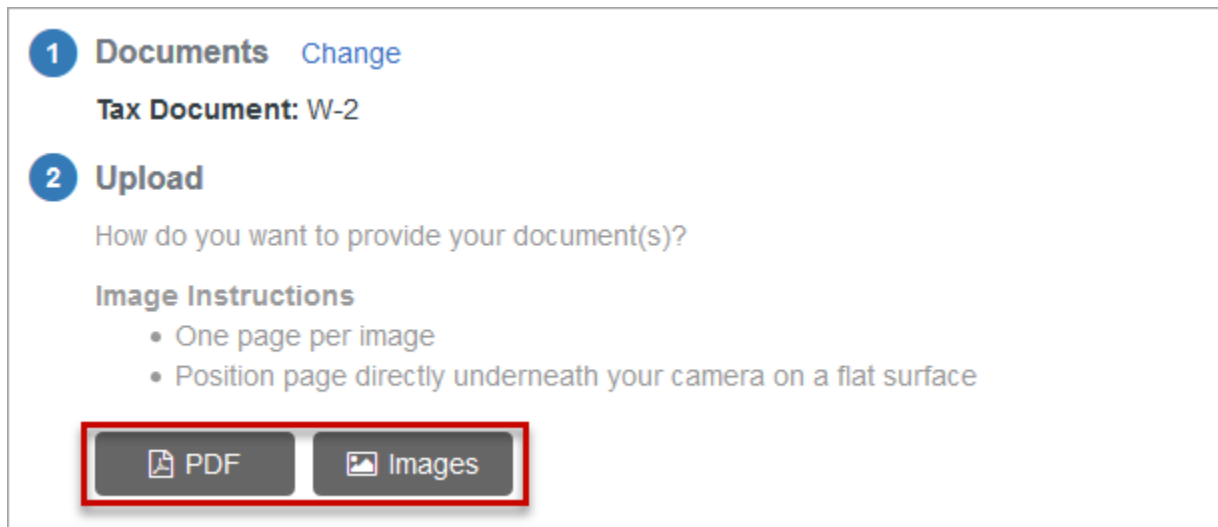 1 Documents Change
Tax Document: W-2
2 Upload
How do you want to provide your document(s)?
Image Instructions
• One page per image
• Position page directly underneath your camera on a flat surface
PDF Images